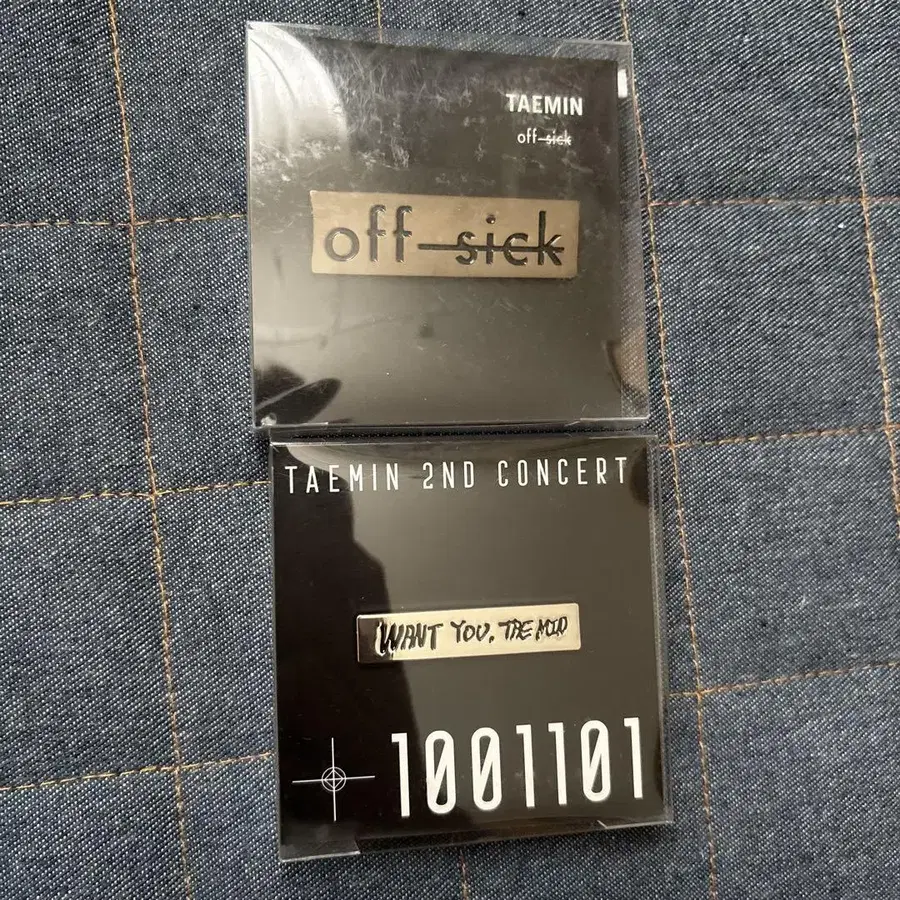 TAEMIN
off-sick
off-sick
TAEMIN 2ND CONCERT
WANT YOU, TAEMIN
1001101